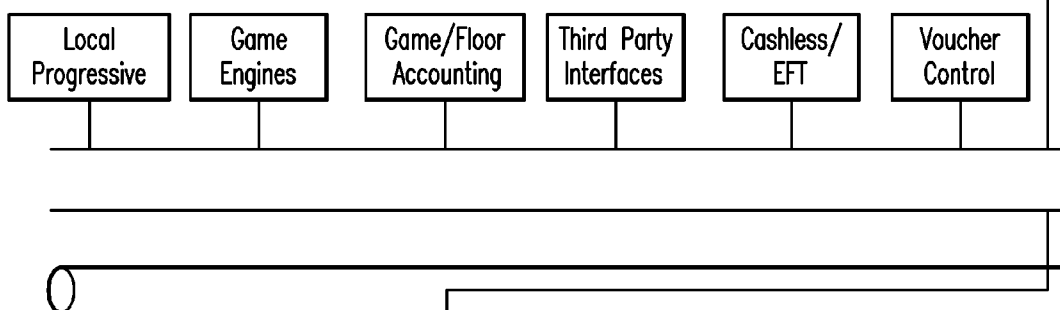 Local
Progressive
Game
Engines
Game/Floor
Accounting
Third Party
Interfaces
Cashless/
EFT
Voucher
Control